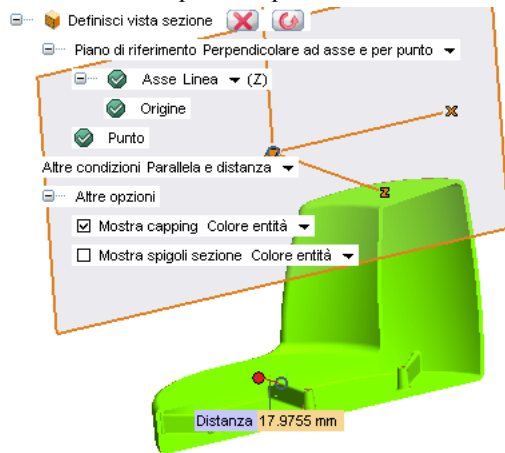 Definisci vista sezione
Piano di riferimento Perpendicolare ad asse e per punto
Asse Linea (Z)
Origine
Punto
X
Altre condizioni Parallela e distanza
Z
Altre opzioni
Mostra capping Colore entità
Mostra spigoli sezione Colore entità
Distanza 17.9755 mm